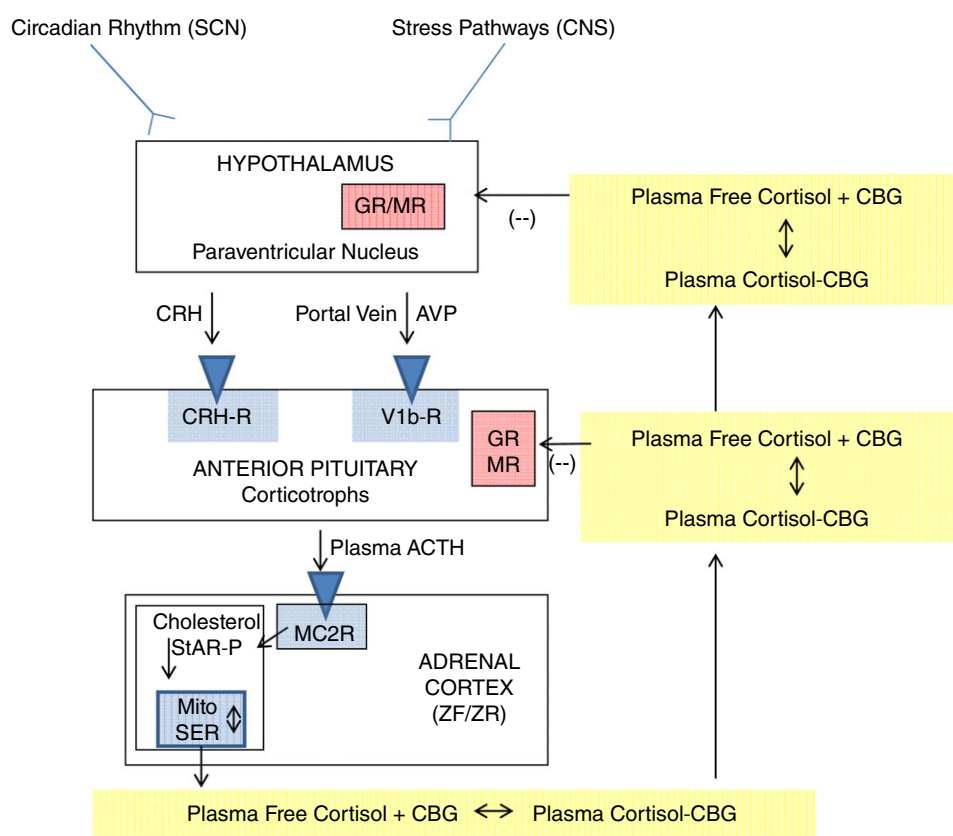 Circadian Rhythm (SCN)
Stress Pathways (CNS)
HYPOTHALAMUS
GR/MR
Paraventricular Nucleus
(--)
Plasma Free Cortisol + CBG
Plasma Cortisol-CBG
CRH
Portal Vein
AVP
CRH-R
V1b-R
GR
MR
ANTERIOR PITUITARY
Corticotrophs
(--)
Plasma Free Cortisol + CBG
Plasma Cortisol-CBG
Plasma ACTH
Cholesterol
StAR-P
MC2R
Mito
SER
ADRENAL
CORTEX
(ZF/ZR)
Plasma Free Cortisol + CBG
Plasma Cortisol-CBG